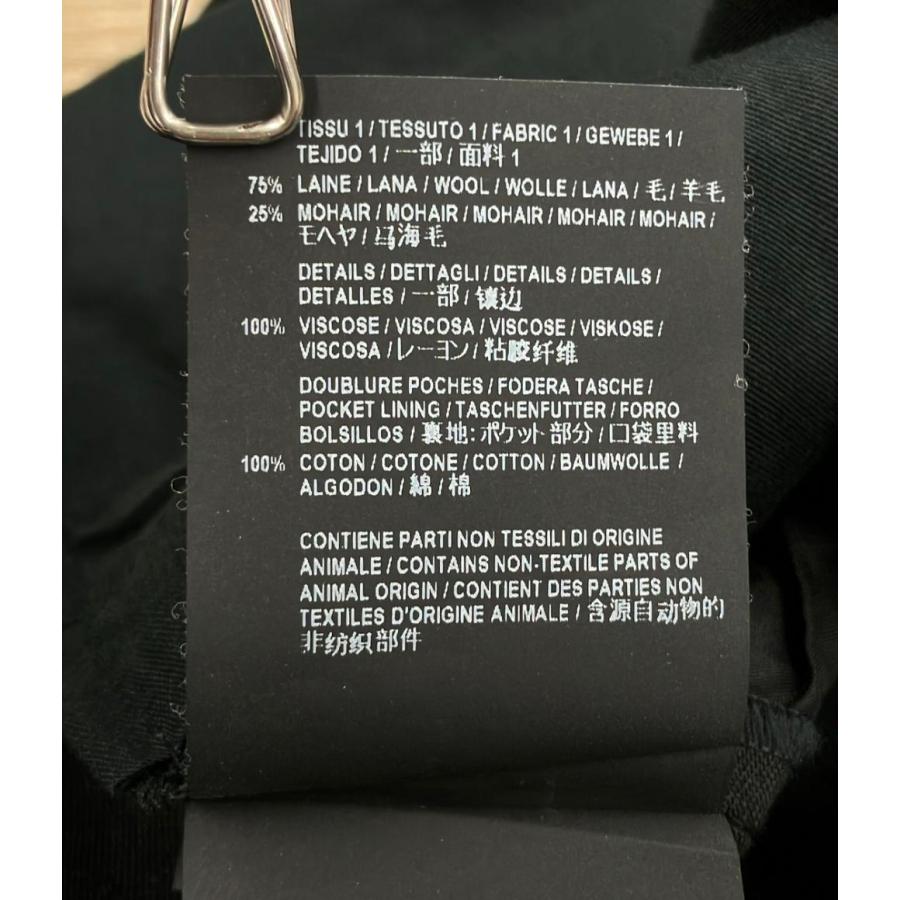 TISSU 1 / TESSUTO 1 / FABRIC 1 / GEWEBE 1 /
TEJIDO 1 / 一部 / 面料 1
75% LAINE / LANA / WOOL / WOLLE / LANA / 毛 / 羊毛
25% MOHAIR / MOHAIR / MOHAIR / MOHAIR / MOHAIR /
モヘヤ / 马海毛
DETAILS / DETTAGLI / DETAILS / DETAILS /
DETALLES / 一部 / 镶边
100% VISCOSE / VISCOSA / VISCOSE / VISKOSE /
VISCOSA / レーヨン / 粘胶纤维
DOUBLURE POCHES / FODERA TASCHE /
POCKET LINING / TASCHENFUTTER / FORRO
BOLSILLOS / 裏地:ポケット部分 / 口袋里料
100% COTON / COTONE / COTTON / BAUMWOLLE /
ALGODON / 綿 / 棉
CONTIENE PARTI NON TESSILI DI ORIGINE
ANIMALE / CONTAINS NON-TEXTILE PARTS OF
ANIMAL ORIGIN / CONTIENT DES PARTIES NON
TEXTILES D'ORIGINE ANIMALE / 含源自动物的
非纺织部件